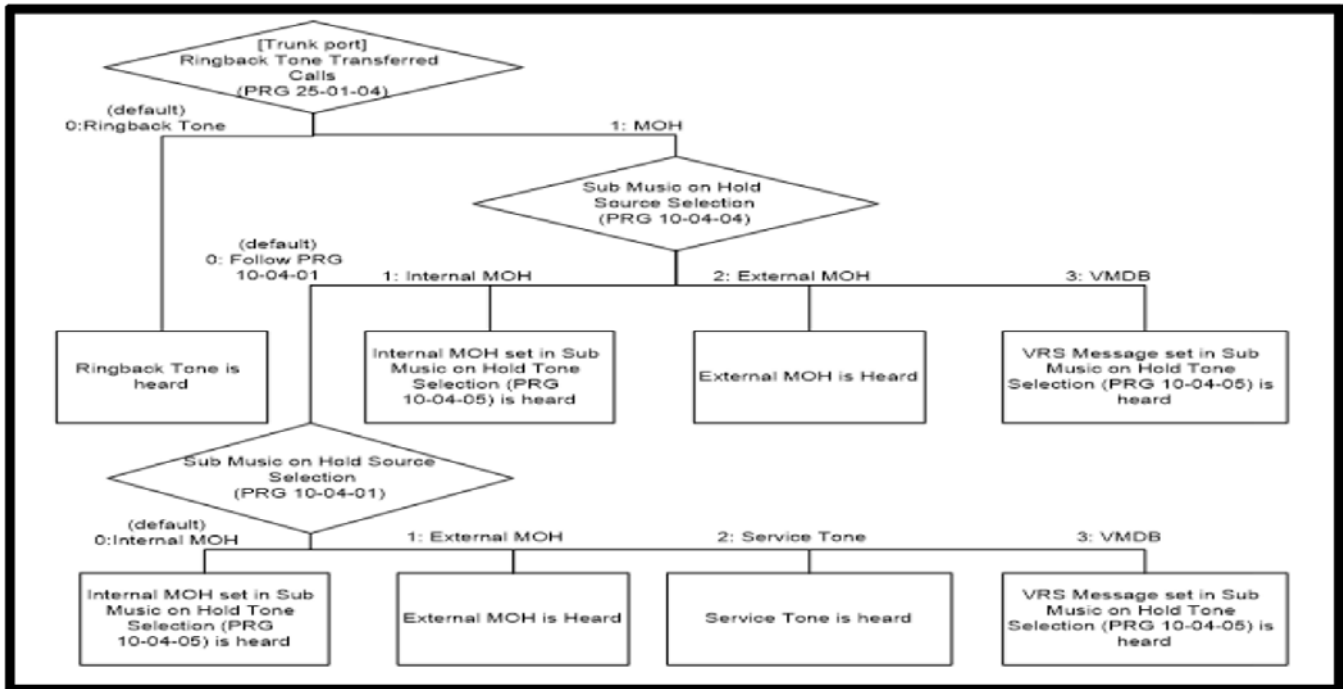 [Trunk port]
Ringback Tone Transferred
Calls
(PRG 25-01-04)
(default)
0:Ringback Tone
1: MOH
Sub Music on Hold
Source Selection
(PRG 10-04-04)
(default)
0: Follow PRG
10-04-01
1: Internal MOH
2: External MOH
3: VMDB
Ringback Tone is
heard
Internal MOH set in Sub
Music on Hold Tone
Selection (PRG
10-04-05) is heard
External MOH is Heard
VRS Message set in Sub
Music on Hold Tone
Selection (PRG 10-04-05) is
heard
Sub Music on Hold Source
Selection
(PRG 10-04-01)
(default)
0:Internal MOH
1: External MOH
2: Service Tone
3: VMDB
Internal MOH set in Sub
Music on Hold Tone
Selection (PRG
10-04-05) is heard
External MOH is Heard
Service Tone is heard
VRS Message set in Sub
Music on Hold Tone
Selection (PRG 10-04-05) is
heard